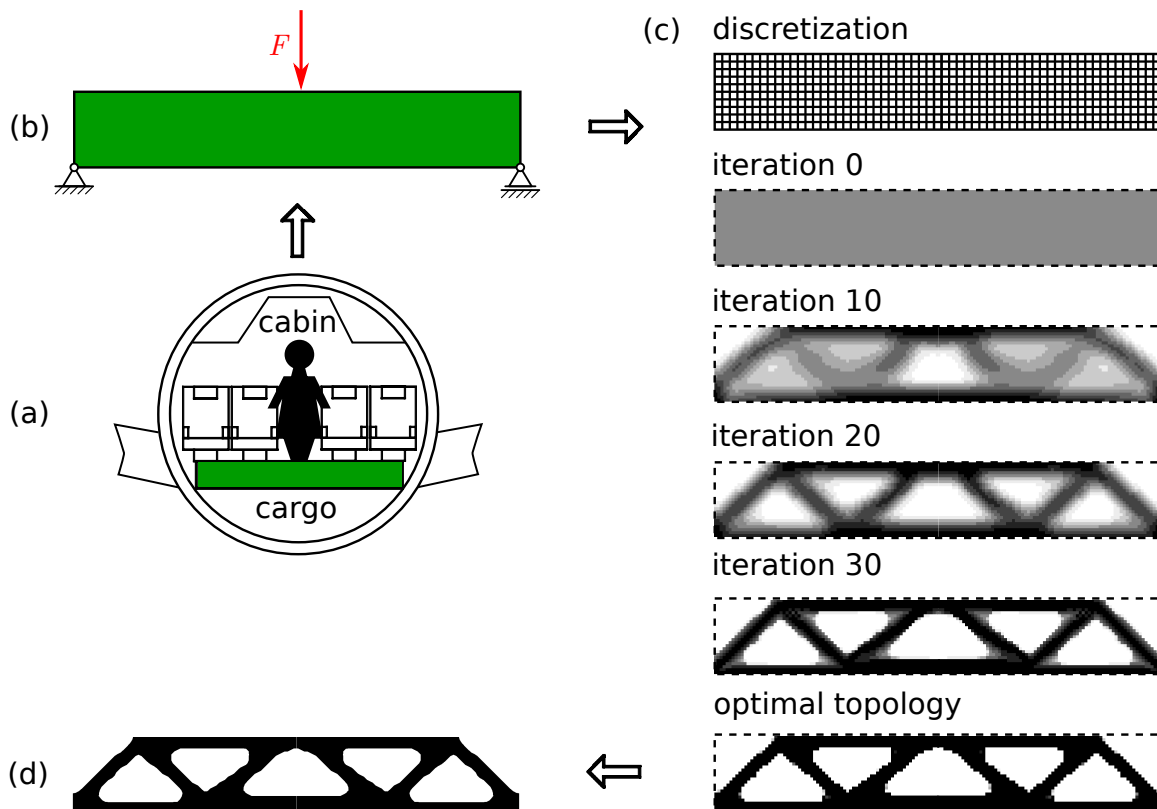 (b)
F
(a)
cabin
cargo
(c) discretization
iteration 0
iteration 10
iteration 20
iteration 30
optimal topology
(d)